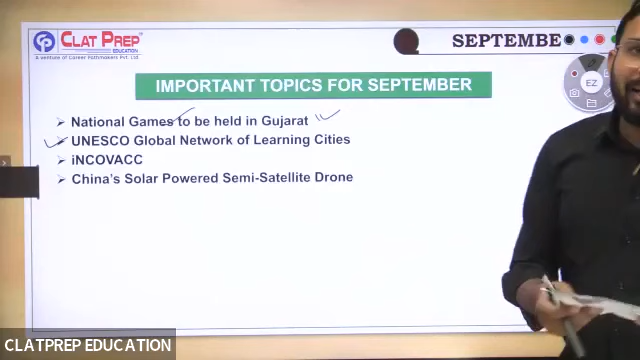 CP
CLAT PREP
EDUCATION
A venture of Career Pathmakers Pvt. Ltd.
SEPTEMBE
EZ
IMPORTANT TOPICS FOR SEPTEMBER
➢ National Games to be held in Gujarat
➢ UNESCO Global Network of Learning Cities
➢ iNCOVACC
➢ China's Solar Powered Semi-Satellite Drone
CLATPREP EDUCATION